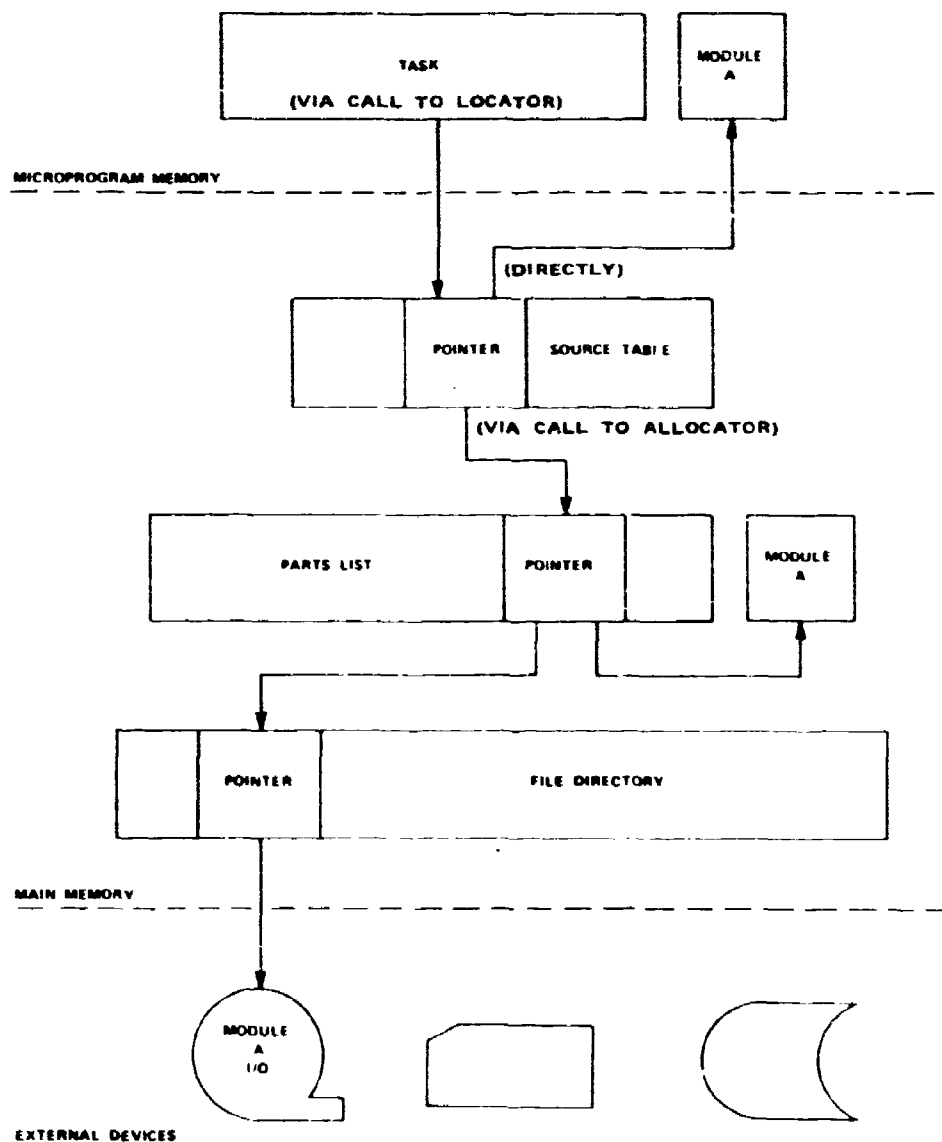 TASK
(VIA CALL TO LOCATOR)
MODULE
A
MICROPROGRAM MEMORY
(DIRECTLY)
POINTER
SOURCE TABLE
(VIA CALL TO ALLOCATOR)
PARTS LIST
POINTER
MODULE
A
POINTER
FILE DIRECTORY
MAIN MEMORY
MODULE
A
I/O
EXTERNAL DEVICES